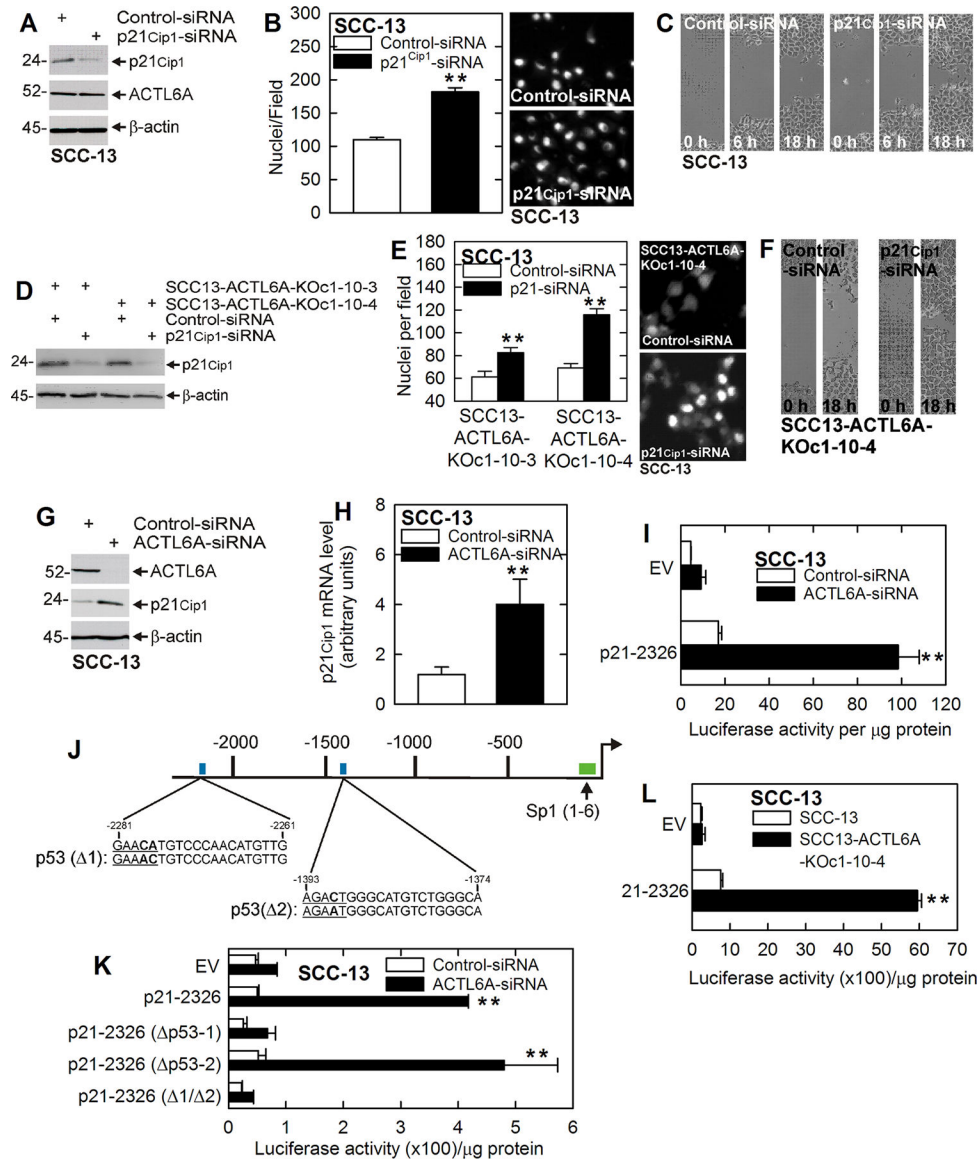 A
+ Control-siRNA
+ p21Cip1-siRNA
24- p21Cip1
52- ACTL6A
45- β-actin
SCC-13
B
SCC-13
Control-siRNA
p21Cip1-siRNA
Nuclei/Field
300
250
200
150
100
50
0
**
Control-siRNA
p21Cip1-siRNA
SCC-13
C
Control-siRNA p21Cip1-siRNA
0 h 6 h 18 h 0 h 6 h 18 h
SCC-13
D
+ + SCC13-ACTL6A-KOc1-10-3
+ + SCC13-ACTL6A-KOc1-10-4
+ + Control-siRNA
+ + p21Cip1-siRNA
24- p21Cip1
45- β-actin
E
SCC-13
Control-siRNA
p21-siRNA
Nuclei per field
180
160
140
120
100
80
60
40
**
**
SCC13-
ACTL6A-
KOc1-10-3
SCC13-
ACTL6A-
KOc1-10-4
SCC13-ACTL6A-
KOc1-10-4
Control-siRNA
p21Cip1-siRNA
SCC-13
F
Control
-siRNA
p21Cip1
-siRNA
0 h 18 h 0 h 18 h
SCC13-ACTL6A-
KOc1-10-4
G
+ Control-siRNA
+ ACTL6A-siRNA
52- ACTL6A
24- p21Cip1
45- β-actin
SCC-13
H
SCC-13
Control-siRNA
ACTL6A-siRNA
p21Cip1 mRNA level
(arbitrary units)
8
6
4
2
0
**
I
SCC-13
Control-siRNA
ACTL6A-siRNA
EV
p21-2326
**
0 20 40 60 80 100 120
Luciferase activity per μg protein
J
-2000 -1500 -1000 -500
Sp1 (1-6)
-2281 -2261
p53 (Δ1):
GAACATGTCCCAACATGTTG
GAAACTGTCCCAACATGTTG
-1393 -1374
p53(Δ2):
AGACTGGGCATGTCTGGGCA
AGAATGGGCATGTCTGGGCA
K
SCC-13
Control-siRNA
ACTL6A-siRNA
EV
p21-2326
**
p21-2326 (Δp53-1)
p21-2326 (Δp53-2)
**
p21-2326 (Δ1/Δ2)
0 1 2 3 4 5 6
Luciferase activity (x100)/μg protein
L
SCC-13
SCC-13
SCC13-ACTL6A
-KOc1-10-4
EV
21-2326
**
0 10 20 30 40 50 60 70
Luciferase activity (x100)/μg protein